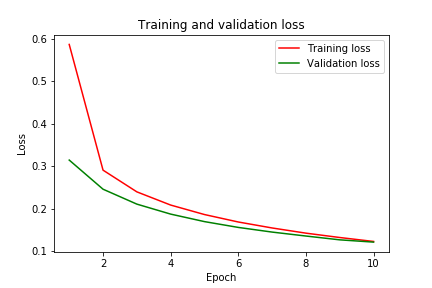 Training and validation loss
Training loss
Validation loss
0.6
0.5
0.4
0.3
0.2
0.1
Loss
2
4
6
8
10
Epoch